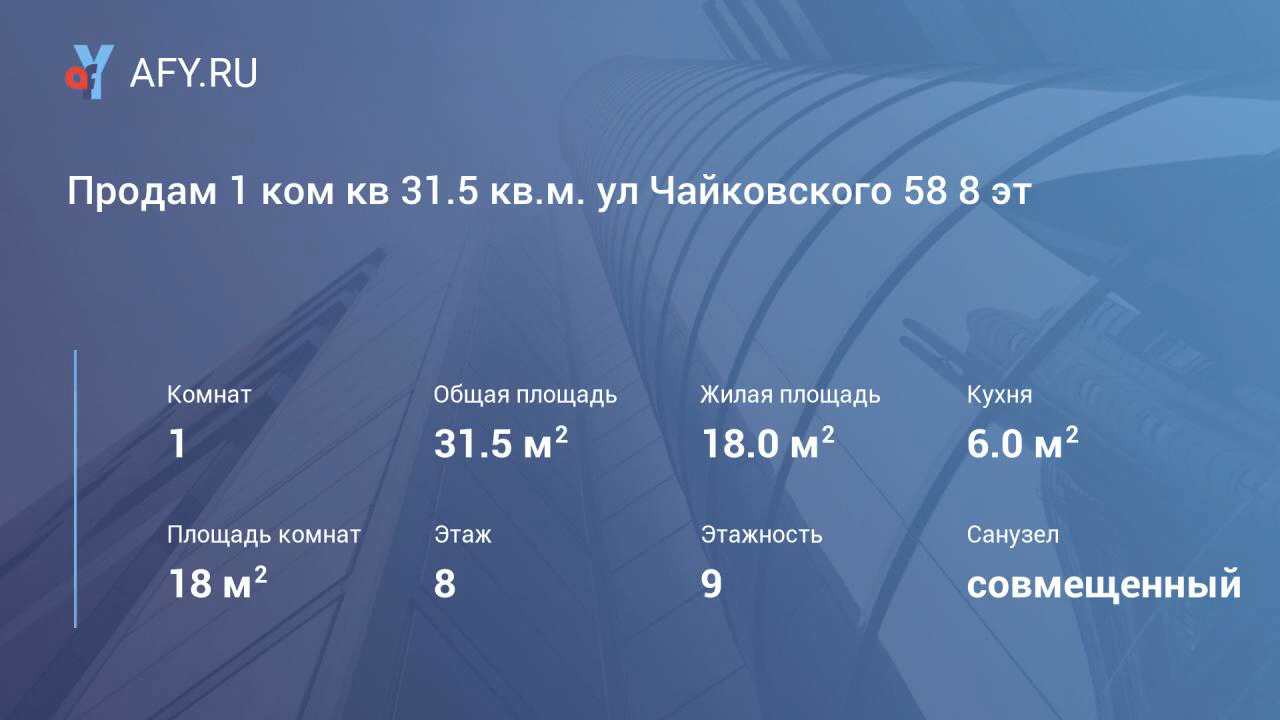 afy AFY.RU
Продам 1 ком кв 31.5 кв.м. ул Чайковского 58 8 эт
Комнат Общая площадь Жилая площадь Кухня
1 31.5 м² 18.0 м² 6.0 м²
Площадь комнат Этаж Этажность Санузел
18 м² 8 9 совмещенный